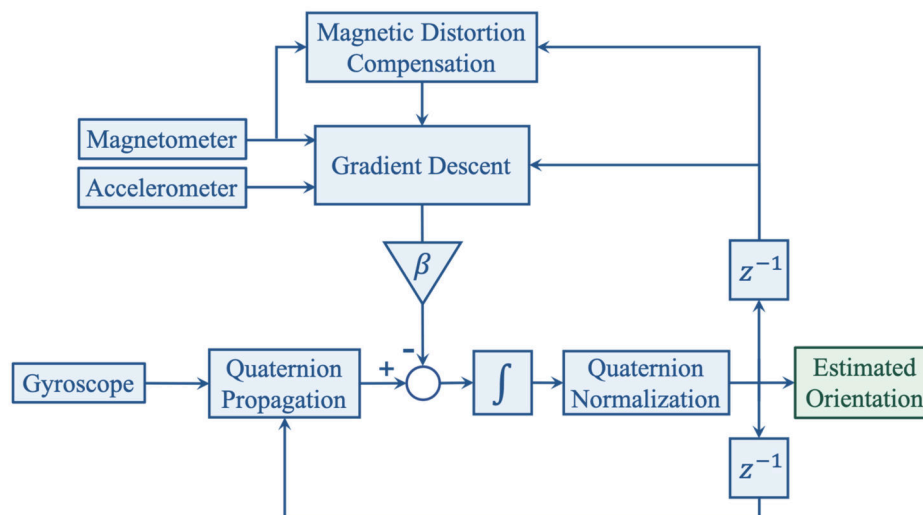 Magnetic Distortion
Compensation
Magnetometer
Accelerometer
Gradient Descent
β
z⁻¹
+
-
Gyroscope
Quaternion
Propagation
∫
Quaternion
Normalization
Estimated
Orientation
z⁻¹